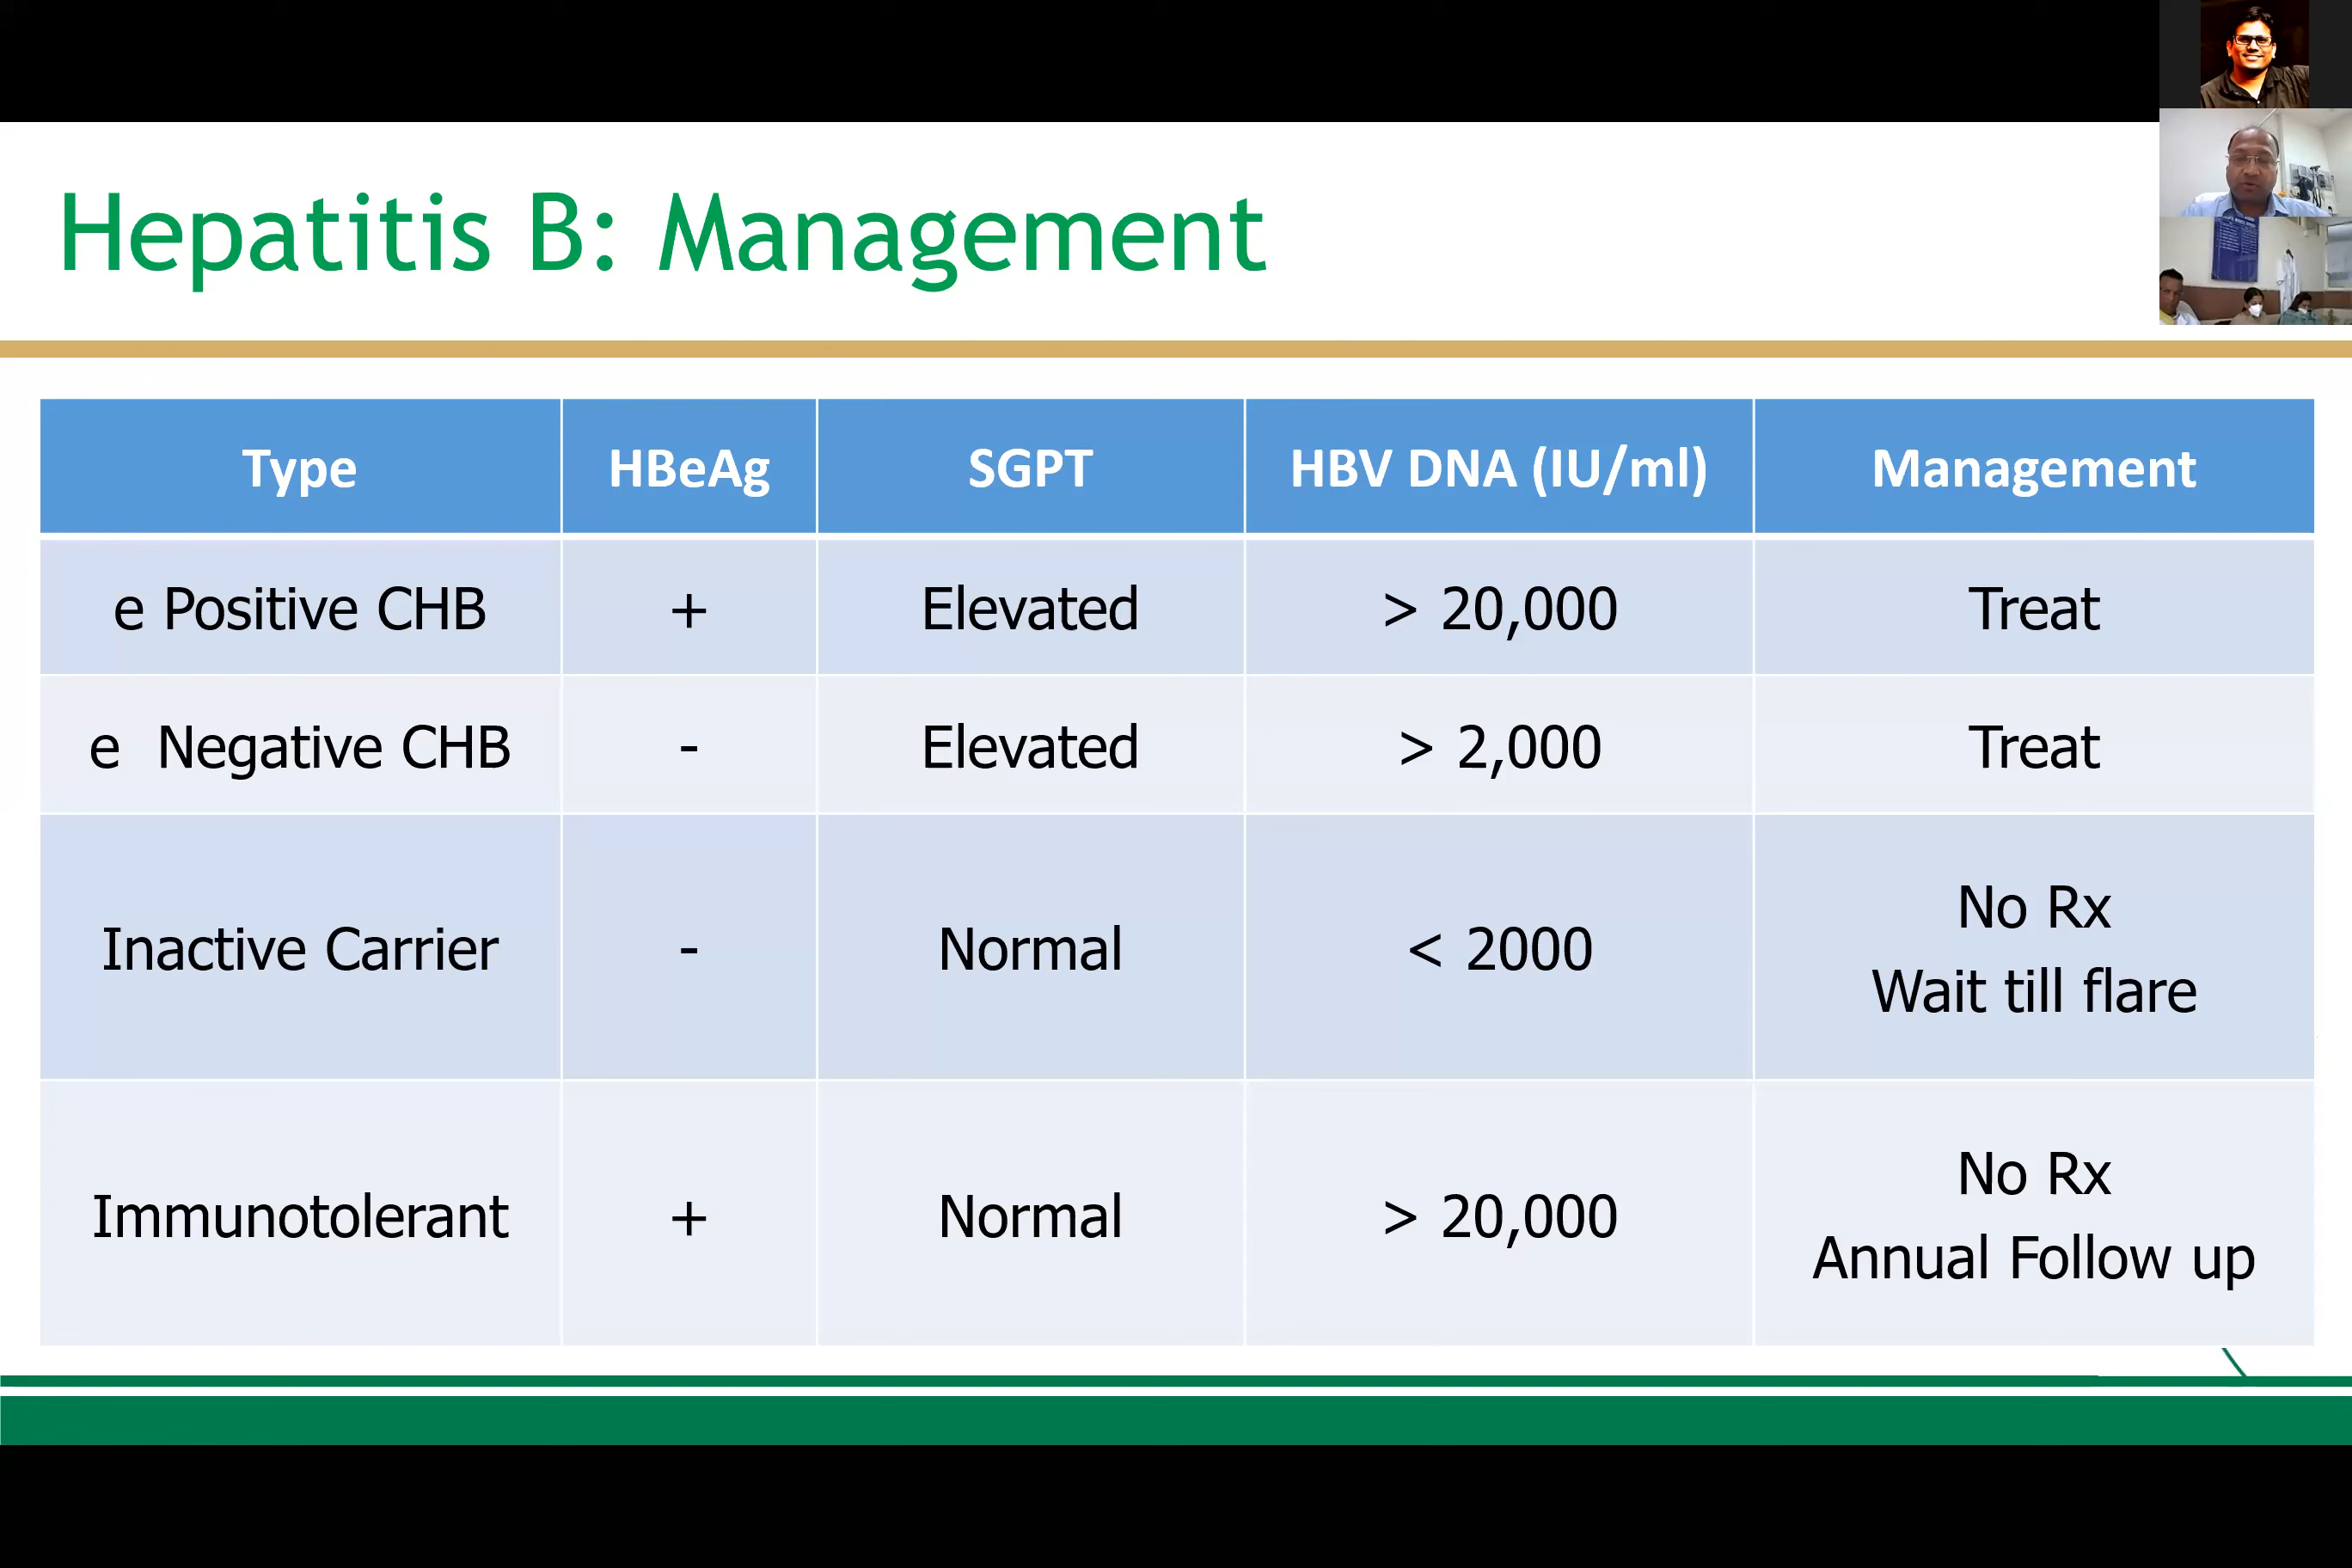 Hepatitis B: Management
Type HBeAg SGPT HBV DNA (IU/ml) Management
e Positive CHB + Elevated > 20,000 Treat
e Negative CHB - Elevated > 2,000 Treat
Inactive Carrier - Normal < 2000 No Rx
Wait till flare
Immunotolerant + Normal > 20,000 No Rx
Annual Follow up